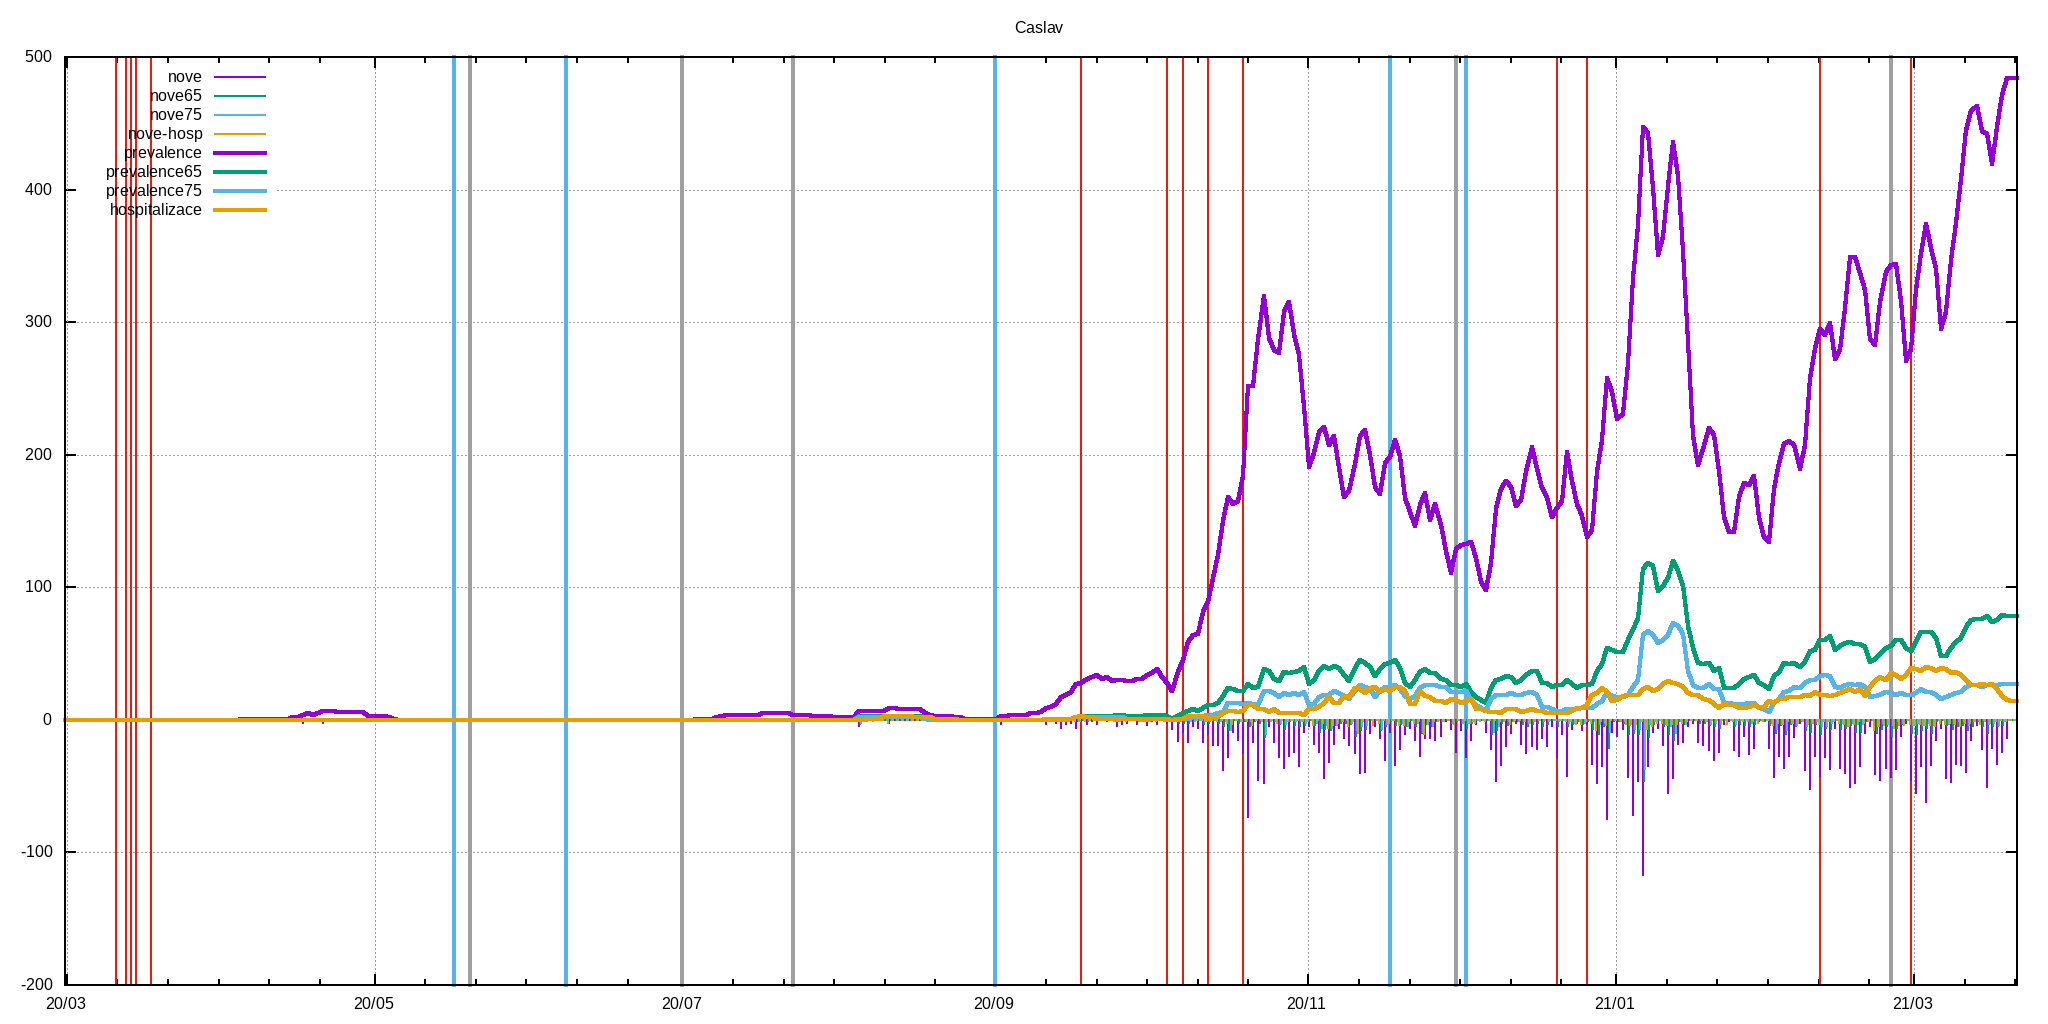 Caslav
500
400
300
200
100
0
-100
-200
nove
nove65
nove75
nove-hosp
prevalence
prevalence65
prevalence75
hospitalizace
20/03
20/05
20/07
20/09
20/11
21/01
21/03